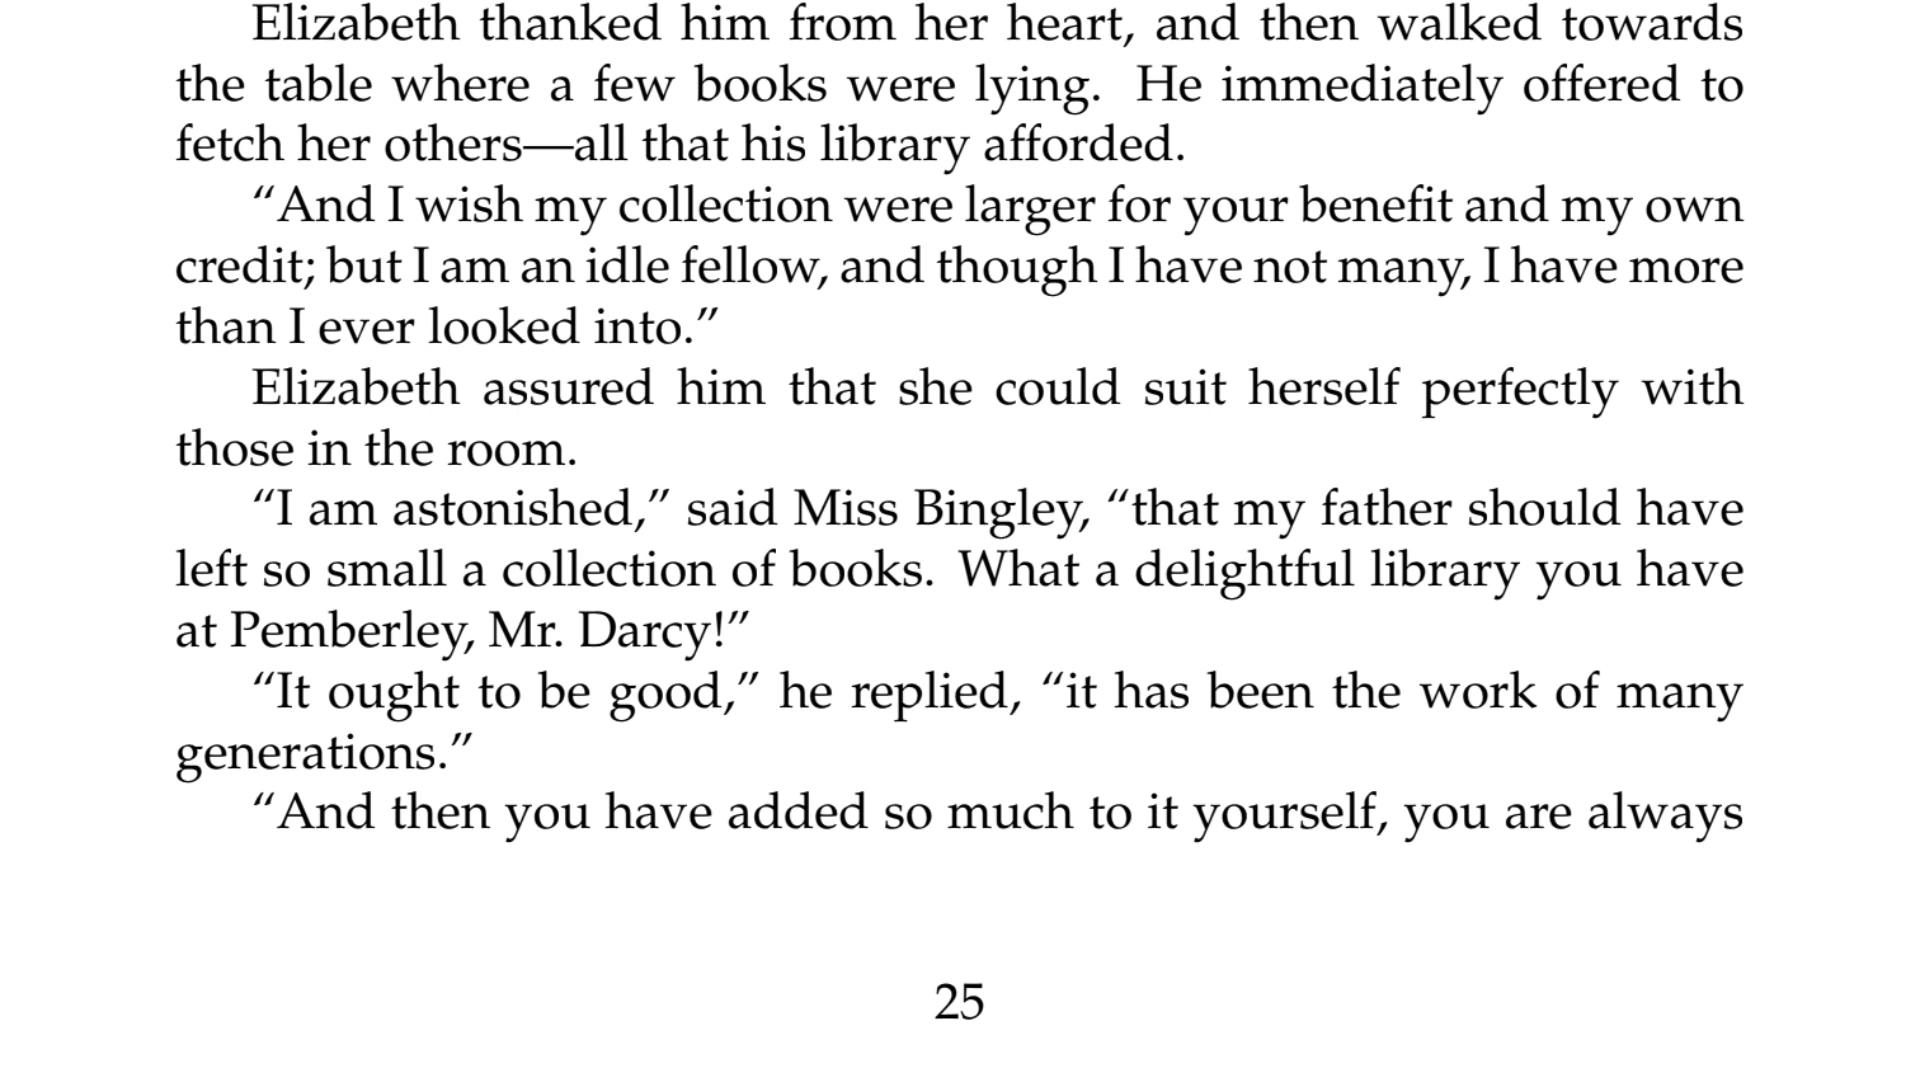 Elizabeth thanked him from her heart, and then walked towards
the table where a few books were lying. He immediately offered to
fetch her others—all that his library afforded.
“And I wish my collection were larger for your benefit and my own
credit; but I am an idle fellow, and though I have not many, I have more
than I ever looked into.”
Elizabeth assured him that she could suit herself perfectly with
those in the room.
“I am astonished,” said Miss Bingley, “that my father should have
left so small a collection of books. What a delightful library you have
at Pemberley, Mr. Darcy!”
“It ought to be good,” he replied, “it has been the work of many
generations.”
“And then you have added so much to it yourself, you are always
25